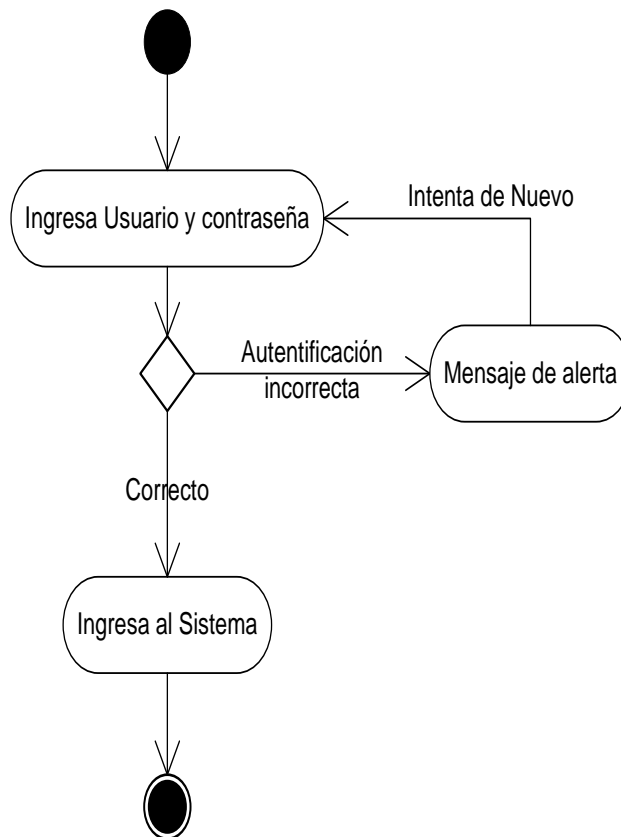 Ingresa Usuario y contraseña
Intenta de Nuevo
Autentificación
incorrecta
Mensaje de alerta
Correcto
Ingresa al Sistema